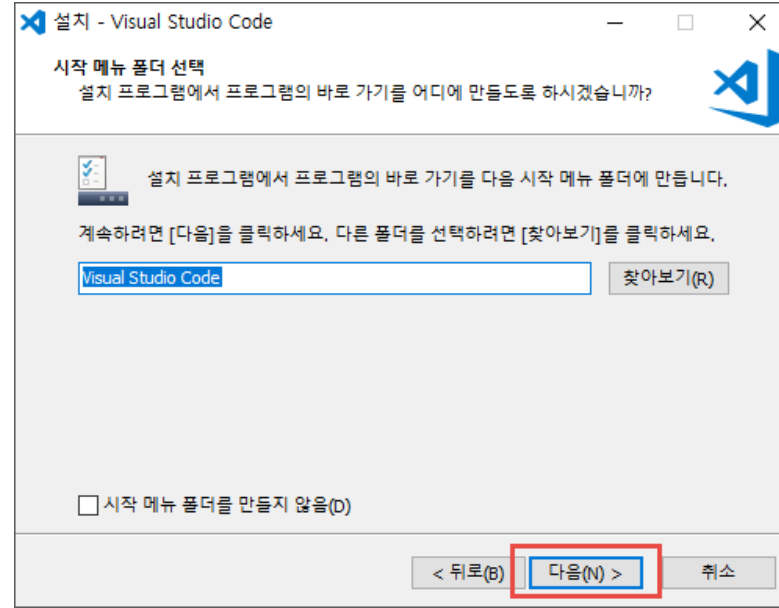 설치 - Visual Studio Code
시작 메뉴 폴더 선택
설치 프로그램에서 프로그램의 바로 가기를 어디에 만들도록 하시겠습니까?
설치 프로그램에서 프로그램의 바로 가기를 다음 시작 메뉴 폴더에 만듭니다.
계속하려면 [다음]을 클릭하세요. 다른 폴더를 선택하려면 [찾아보기]를 클릭하세요.
Visual Studio Code 찾아보기(R)
시작 메뉴 폴더를 만들지 않음(D)
< 뒤로(B) 다음(N) > 취소